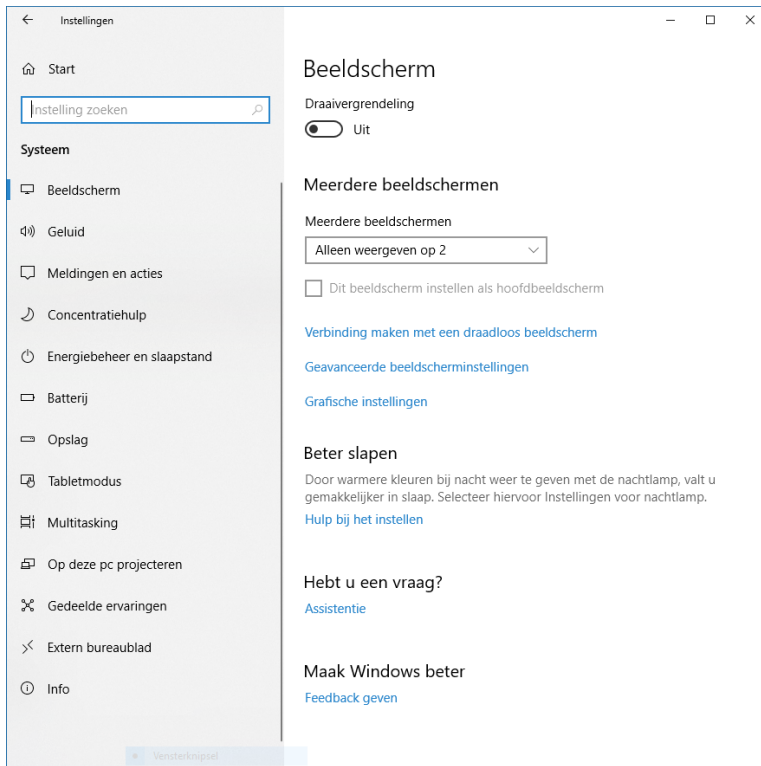 Instellingen
Start
Instelling zoeken
Systeem
Beeldscherm
Geluid
Meldingen en acties
Concentratiehulp
Energiebeheer en slaapstand
Batterij
Opslag
Tabletmodus
Multitasking
Op deze pc projecteren
Gedeelde ervaringen
Extern bureaublad
Info
Beeldscherm
Draaivergrendeling
Uit
Meerdere beeldschermen
Meerdere beeldschermen
Alleen weergeven op 2
Dit beeldscherm instellen als hoofdbeeldscherm
Verbinding maken met een draadloos beeldscherm
Geavanceerde beeldscherminstellingen
Grafische instellingen
Beter slapen
Door warmere kleuren bij nacht weer te geven met de nachtlamp, valt u
gemakkelijker in slaap. Selecteer hiervoor Instellingen voor nachtlamp.
Hulp bij het instellen
Hebt u een vraag?
Assistentie
Maak Windows beter
Feedback geven
Vensterknipsel